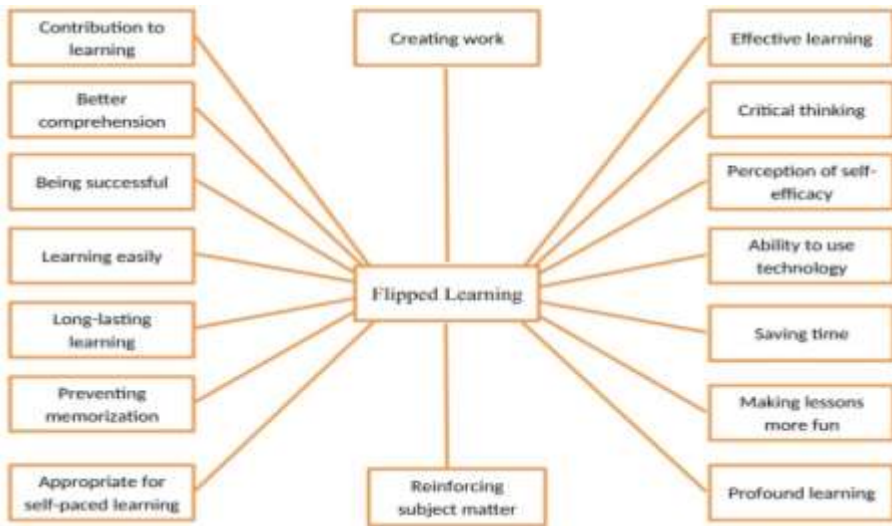 Contribution to
learning
Creating work
Effective learning
Better
comprehension
Critical thinking
Being successful
Perception of self-
efficacy
Learning easily
Flipped Learning
Ability to use
technology
Long-lasting
learning
Saving time
Preventing
memorization
Making lessons
more fun
Appropriate for
self-paced learning
Reinforcing
subject matter
Profound learning